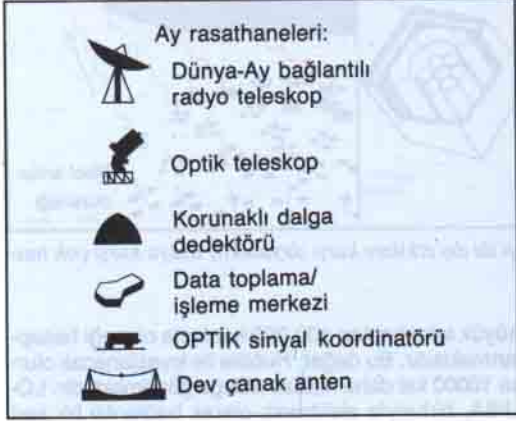 Ay rasathaneleri:
Dünya-Ay bağlantılı
radyo teleskop
Optik teleskop
Korunaklı dalga
dedektörü
Data toplama/
işleme merkezi
OPTİK sinyal koordinatörü
Dev çanak anten